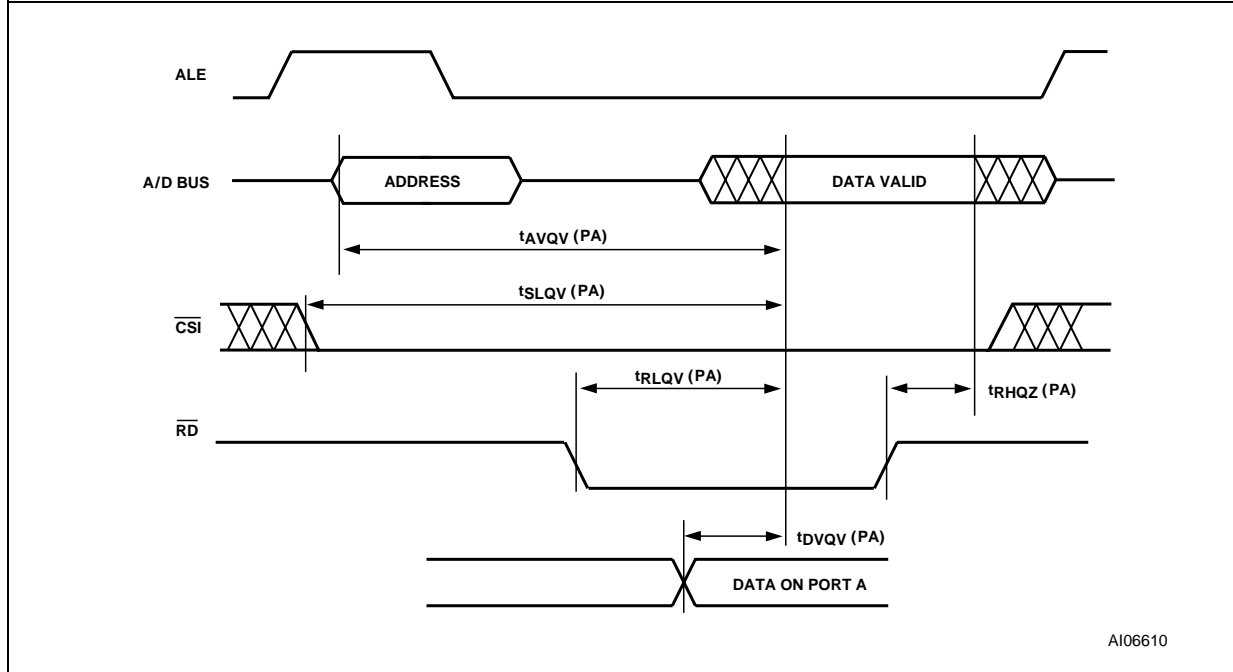 ALE
A/D BUS
ADDRESS
DATA VALID
tAVQV (PA)
tSLQV (PA)
CSI
tRLQV (PA)
tRHQZ (PA)
RD
tDVQV (PA)
DATA ON PORT A
AI06610